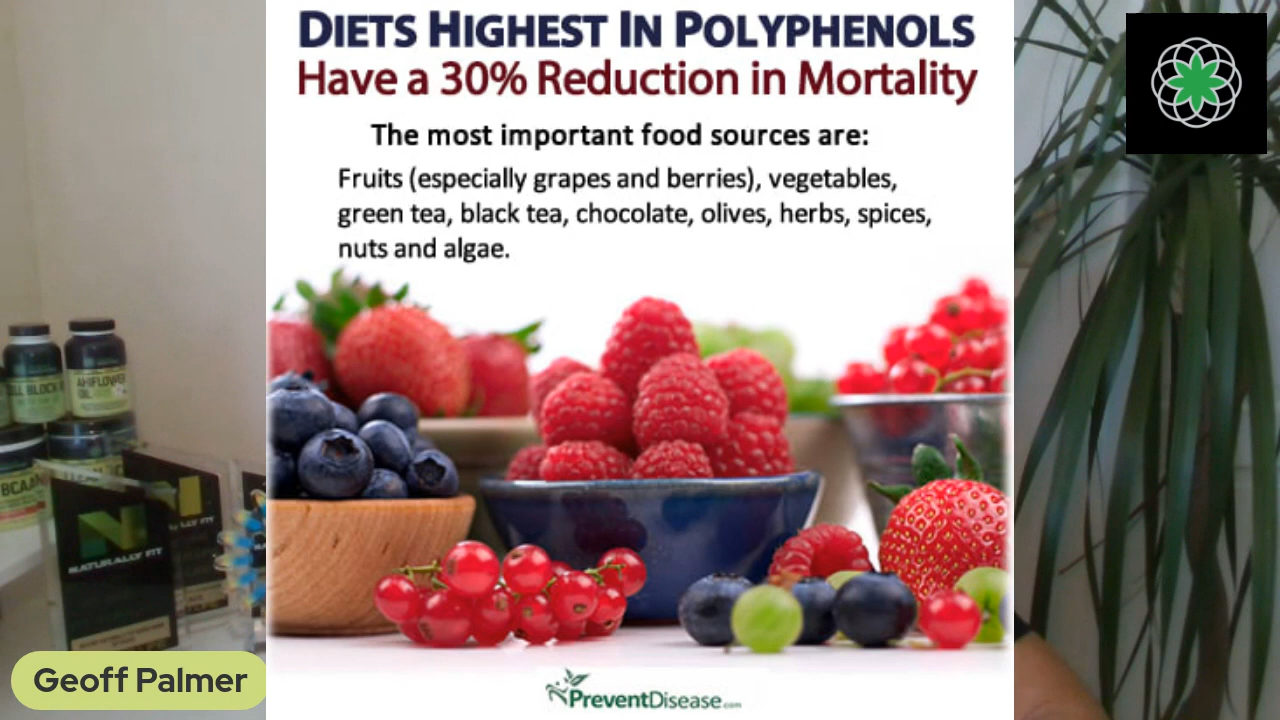 DIETS HIGHEST IN POLYPHENOLS
Have a 30% Reduction in Mortality
The most important food sources are:
Fruits (especially grapes and berries), vegetables,
green tea, black tea, chocolate, olives, herbs, spices,
nuts and algae.
AHIFLOWER
OIL
BCAA
NATURALLY FIT
Geoff Palmer
PreventDisease.com